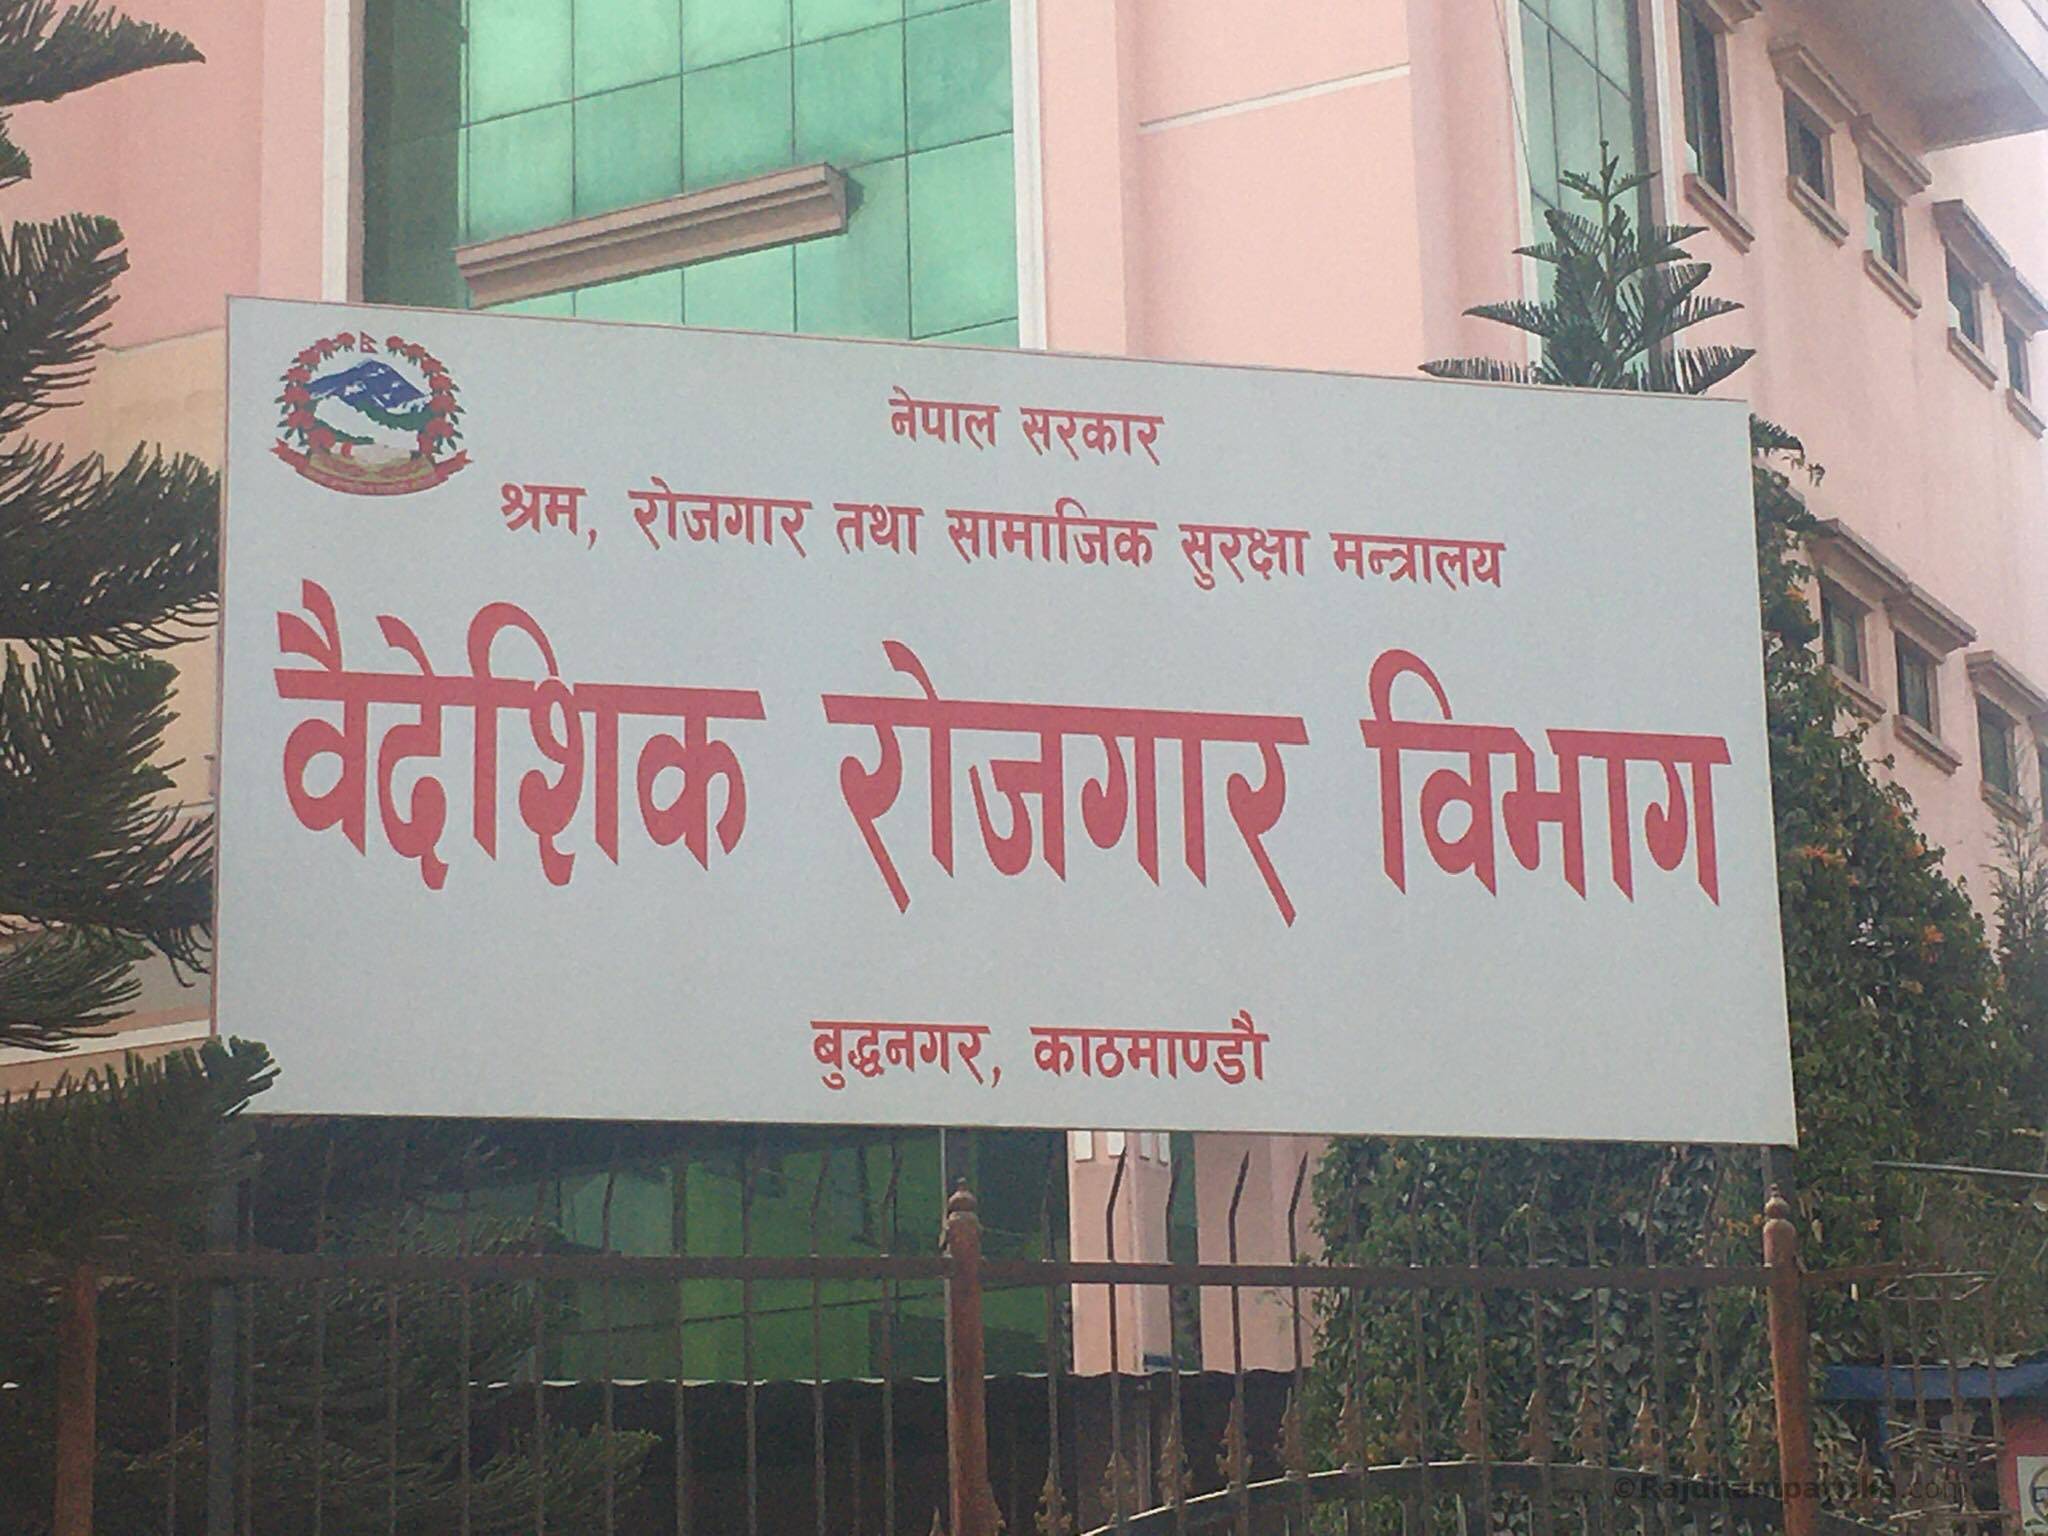 नेपाल सरकार
श्रम, रोजगार तथा सामाजिक सुरक्षा मन्त्रालय
वैदेशिक रोजगार विभाग
बुद्धनगर, काठमाण्डौ